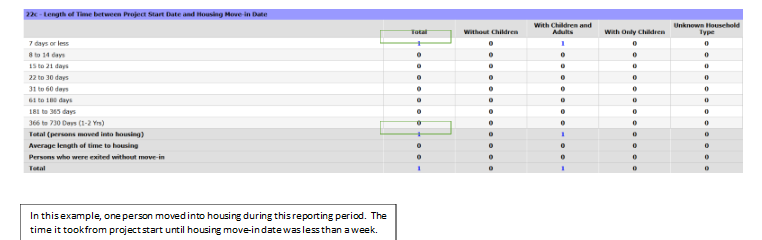 22c - Length of Time between Project Start Date and Housing Move-in Date
Total Without Children With Children and Adults With Only Children Unknown Household Type
7 days or less 1 0 1 0 0
8 to 14 days 0 0 0 0 0
15 to 21 days 0 0 0 0 0
22 to 30 days 0 0 0 0 0
31 to 60 days 0 0 0 0 0
61 to 180 days 0 0 0 0 0
181 to 365 days 0 0 0 0 0
366 to 730 Days (1-2 Yrs) 0 0 0 0 0
Total (persons moved into housing) 1 0 1 0 0
Average length of time to housing 0 0 0 0 0
Persons who were exited without move-in 0 0 0 0 0
Total 1 0 1 0 0
In this example, one person moved into housing during this reporting period. The
time it took from project start until housing move-in date was less than a week.